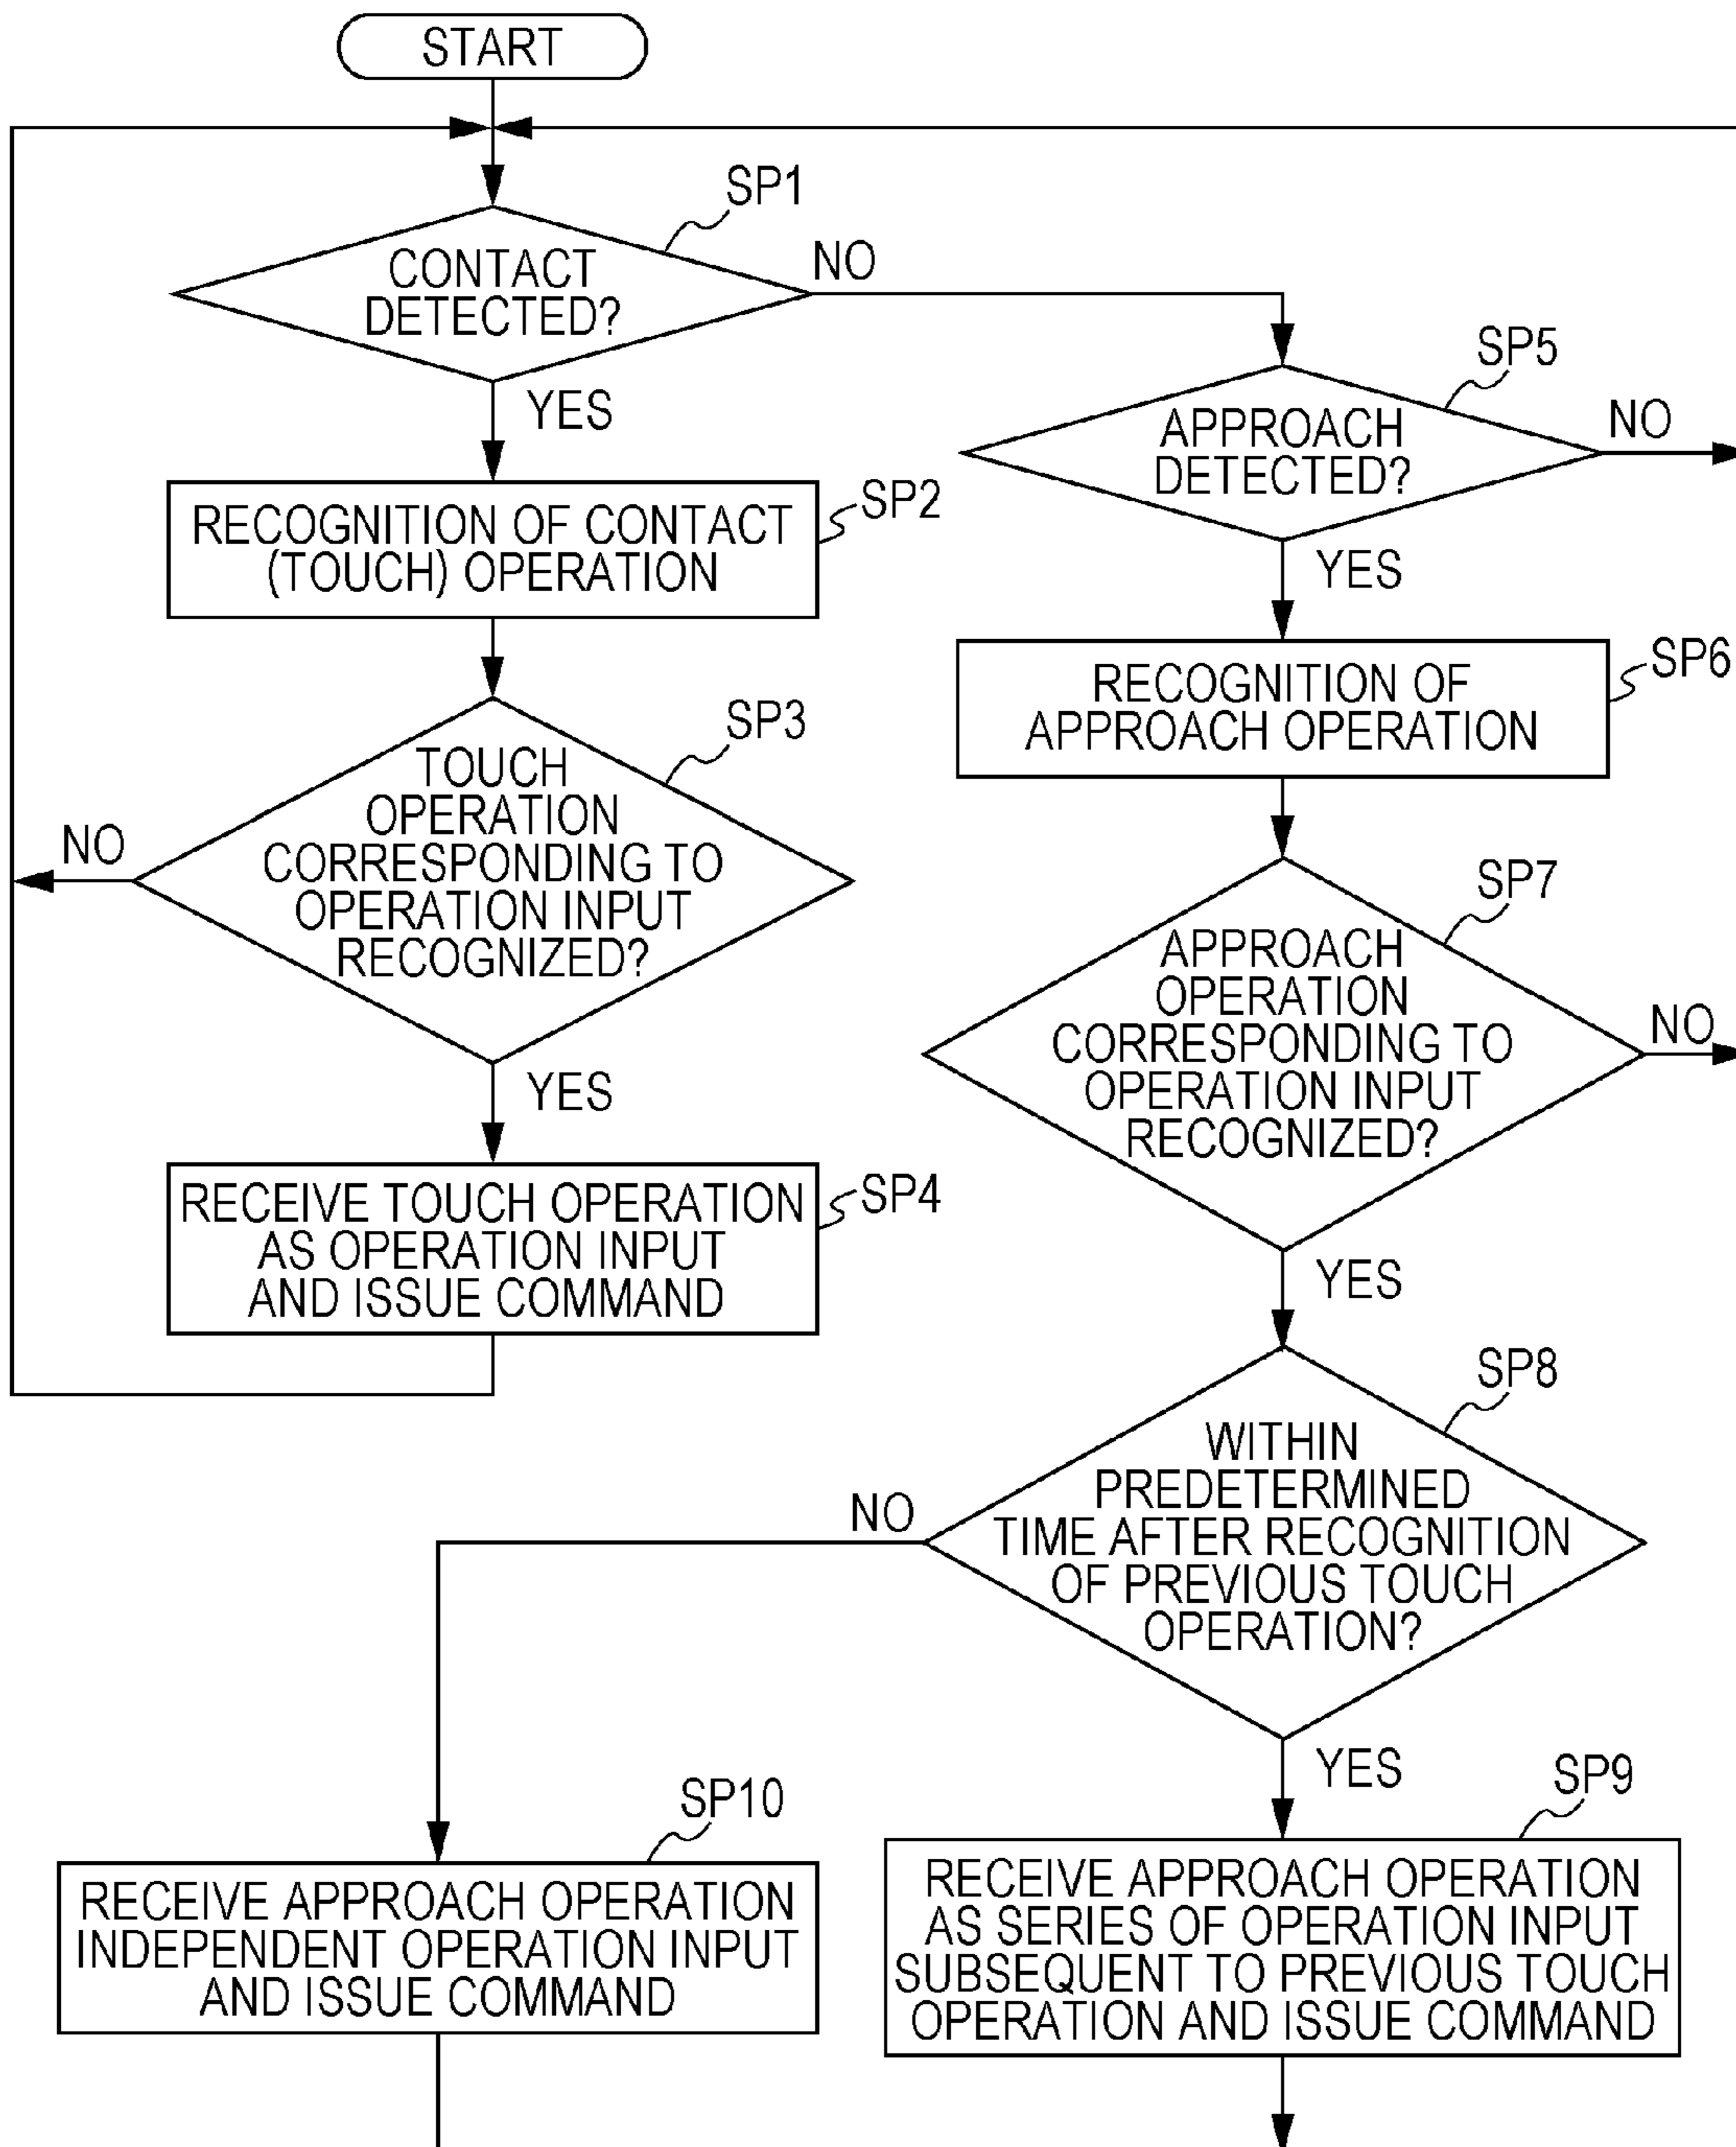 START
SP1
CONTACT
DETECTED?
NO
YES
SP2
RECOGNITION OF CONTACT
(TOUCH) OPERATION
SP3
TOUCH
OPERATION
CORRESPONDING TO
OPERATION INPUT
RECOGNIZED?
NO
YES
SP4
RECEIVE TOUCH OPERATION
AS OPERATION INPUT
AND ISSUE COMMAND
SP5
APPROACH
DETECTED?
NO
YES
SP6
RECOGNITION OF
APPROACH OPERATION
SP7
APPROACH
OPERATION
CORRESPONDING TO
OPERATION INPUT
RECOGNIZED?
NO
YES
SP8
WITHIN
PREDETERMINED
TIME AFTER RECOGNITION
OF PREVIOUS TOUCH
OPERATION?
NO
YES
SP10
RECEIVE APPROACH OPERATION
INDEPENDENT OPERATION INPUT
AND ISSUE COMMAND
SP9
RECEIVE APPROACH OPERATION
AS SERIES OF OPERATION INPUT
SUBSEQUENT TO PREVIOUS TOUCH
OPERATION AND ISSUE COMMAND